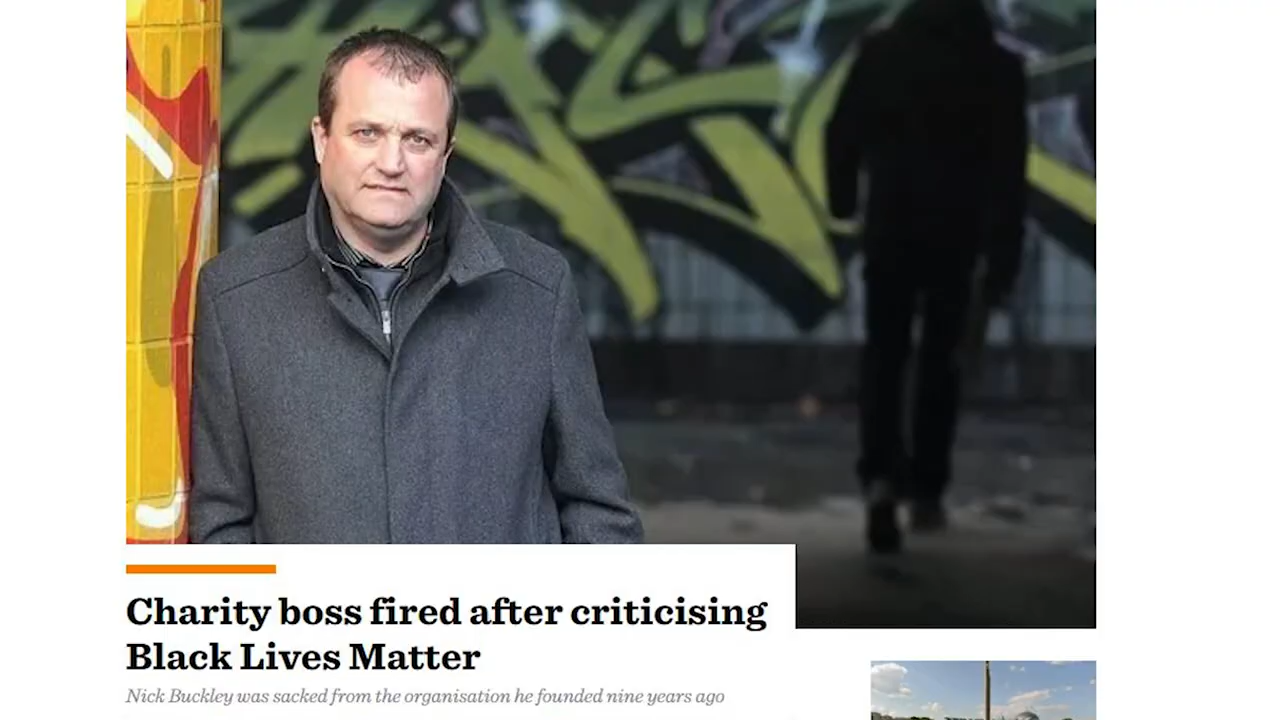 Charity boss fired after criticising
Black Lives Matter
Nick Buckley was sacked from the organisation he founded nine years ago